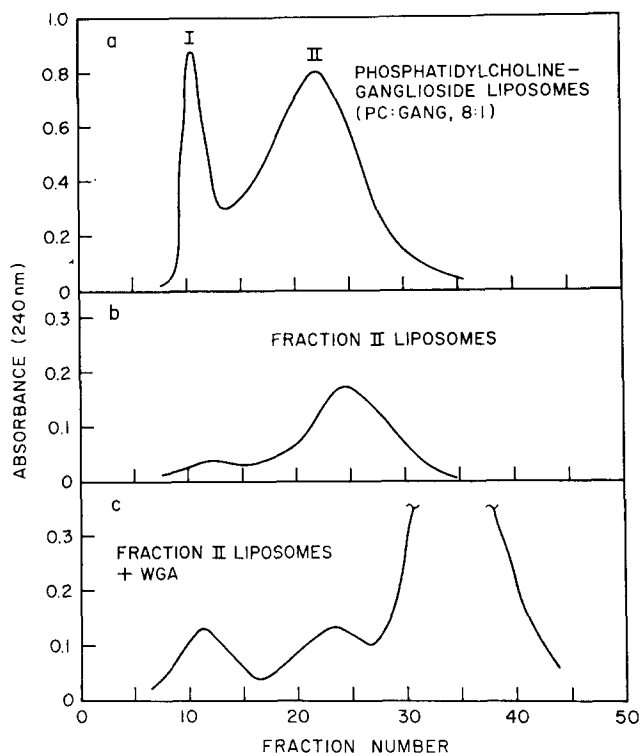 1.0
a
I
II
PHOSPHATIDYLCHOLINE–
GANGLIOSIDE LIPOSOMES
(PC:GANG, 8:1)
0.8
0.6
0.4
0.2
0
b
0.3
FRACTION II LIPOSOMES
0.2
0.1
0
c
0.3
FRACTION II LIPOSOMES
+ WGA
0.2
0.1
0
0 10 20 30 40 50
FRACTION NUMBER
ABSORBANCE (240nm)